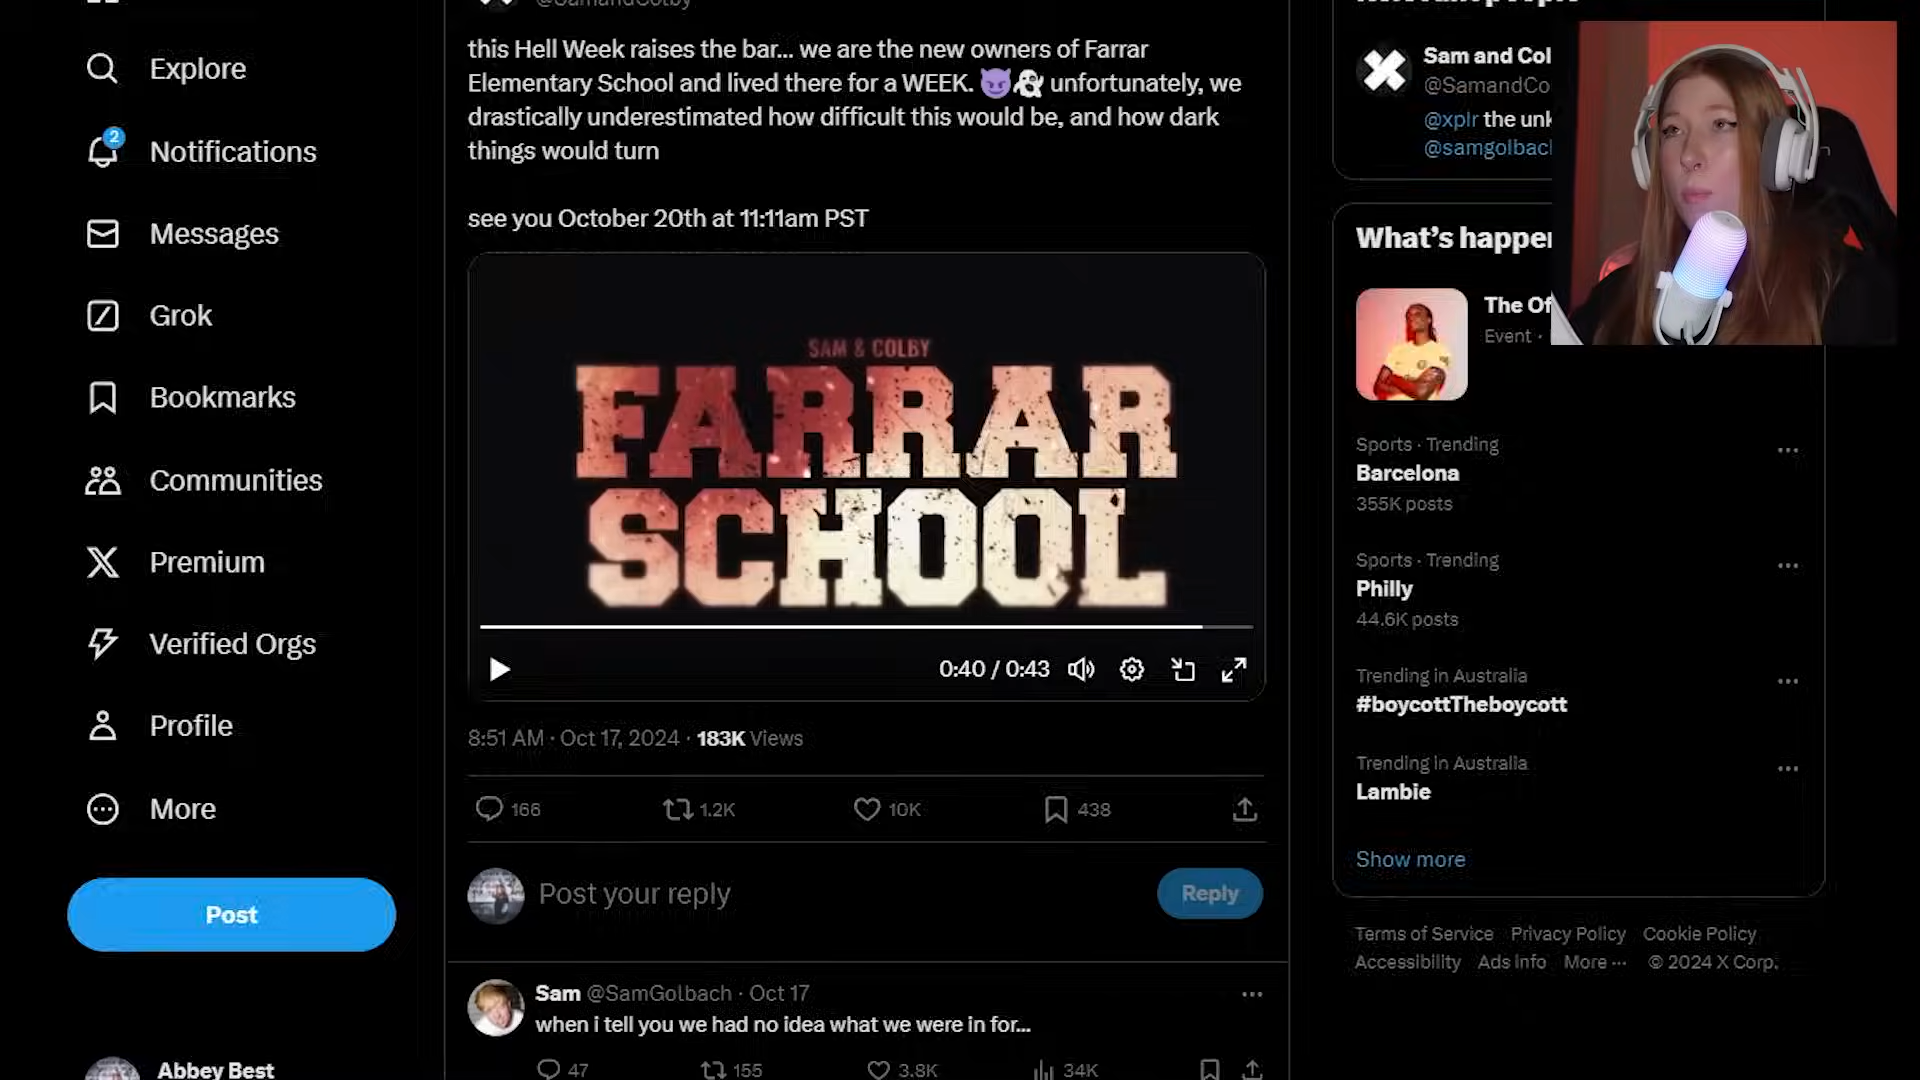 @SamandColby
this Hell Week raises the bar... we are the new owners of Farrar
Elementary School and lived there for a WEEK. 😈👻 unfortunately, we
drastically underestimated how difficult this would be, and how dark
things would turn
see you October 20th at 11:11am PST
SAM & COLBY
FARRAR
SCHOOL
0:40 / 0:43
8:51 AM · Oct 17, 2024 · 183K Views
166
1.2K
10K
438
Post your reply
Reply
Sam @SamGolbach · Oct 17
when i tell you we had no idea what we were in for...
47
155
3.8K
34K
Explore
2
Notifications
Messages
Grok
Bookmarks
Communities
Premium
Verified Orgs
Profile
More
Post
Abbey Best
Sam and Col
@SamandCo
@xplr the unk
@samgolbac
What's happe
The Of
Event ·
Sports · Trending
Barcelona
355K posts
Sports · Trending
Philly
44.6K posts
Trending in Australia
#boycottTheboycott
Trending in Australia
Lambie
Show more
Terms of Service Privacy Policy Cookie Policy
Accessibility Ads info More ··· © 2024 X Corp.